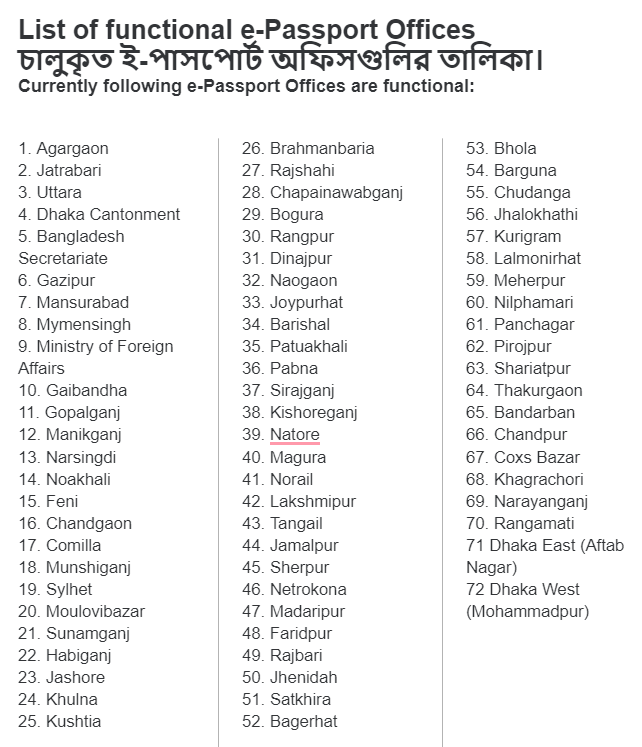 List of functional e-Passport Offices
চালুকৃত ই-পাসপোর্ট অফিসগুলির তালিকা।
Currently following e-Passport Offices are functional:
1. Agargaon
2. Jatrabari
3. Uttara
4. Dhaka Cantonment
5. Bangladesh
Secretariate
6. Gazipur
7. Mansurabad
8. Mymensingh
9. Ministry of Foreign
Affairs
10. Gaibandha
11. Gopalganj
12. Manikganj
13. Narsingdi
14. Noakhali
15. Feni
16. Chandgaon
17. Comilla
18. Munshiganj
19. Sylhet
20. Moulovibazar
21. Sunamganj
22. Habiganj
23. Jashore
24. Khulna
25. Kushtia
26. Brahmanbaria
27. Rajshahi
28. Chapainawabganj
29. Bogura
30. Rangpur
31. Dinajpur
32. Naogaon
33. Joypurhat
34. Barishal
35. Patuakhali
36. Pabna
37. Sirajganj
38. Kishoreganj
39. Natore
40. Magura
41. Norail
42. Lakshmipur
43. Tangail
44. Jamalpur
45. Sherpur
46. Netrokona
47. Madaripur
48. Faridpur
49. Rajbari
50. Jhenidah
51. Satkhira
52. Bagerhat
53. Bhola
54. Barguna
55. Chudanga
56. Jhalokhathi
57. Kurigram
58. Lalmonirhat
59. Meherpur
60. Nilphamari
61. Panchagar
62. Pirojpur
63. Shariatpur
64. Thakurgaon
65. Bandarban
66. Chandpur
67. Coxs Bazar
68. Khagrachori
69. Narayanganj
70. Rangamati
71 Dhaka East (Aftab
Nagar)
72 Dhaka West
(Mohammadpur)